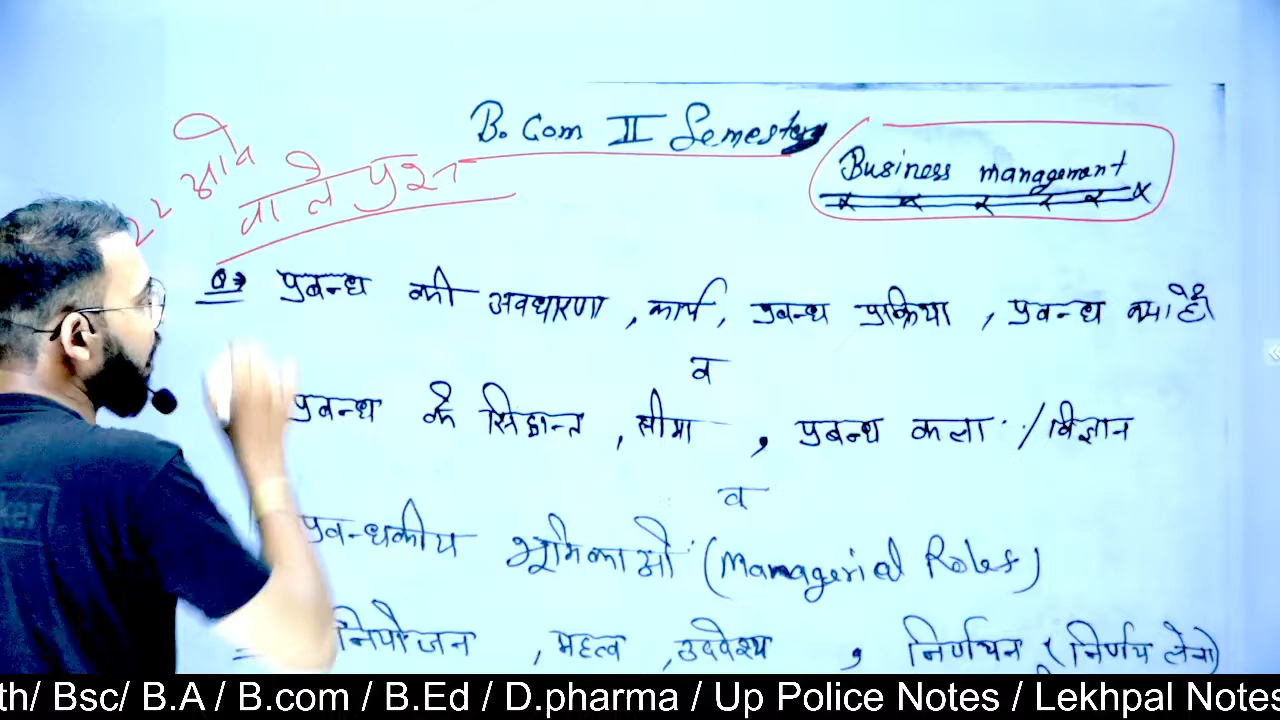 B. Com II Semester
Business management
22 आने
वाले प्रश्न
Q→ प्रबन्ध की अवधारणा , कार्य , प्रबन्ध प्रक्रिया , प्रबन्ध क्या है
व
प्रबन्ध के सिद्धान्त , सीमा , प्रबन्ध कला / विज्ञान
व
प्रबन्धकीय भूमिकाओं (Managerial Roles)
नियोजन , महत्व , उद्देश्य , निर्णयन (निर्णय लेना)
th/ Bsc/ B.A / B.com / B.Ed / D.pharma / Up Police Notes / Lekhpal Notes